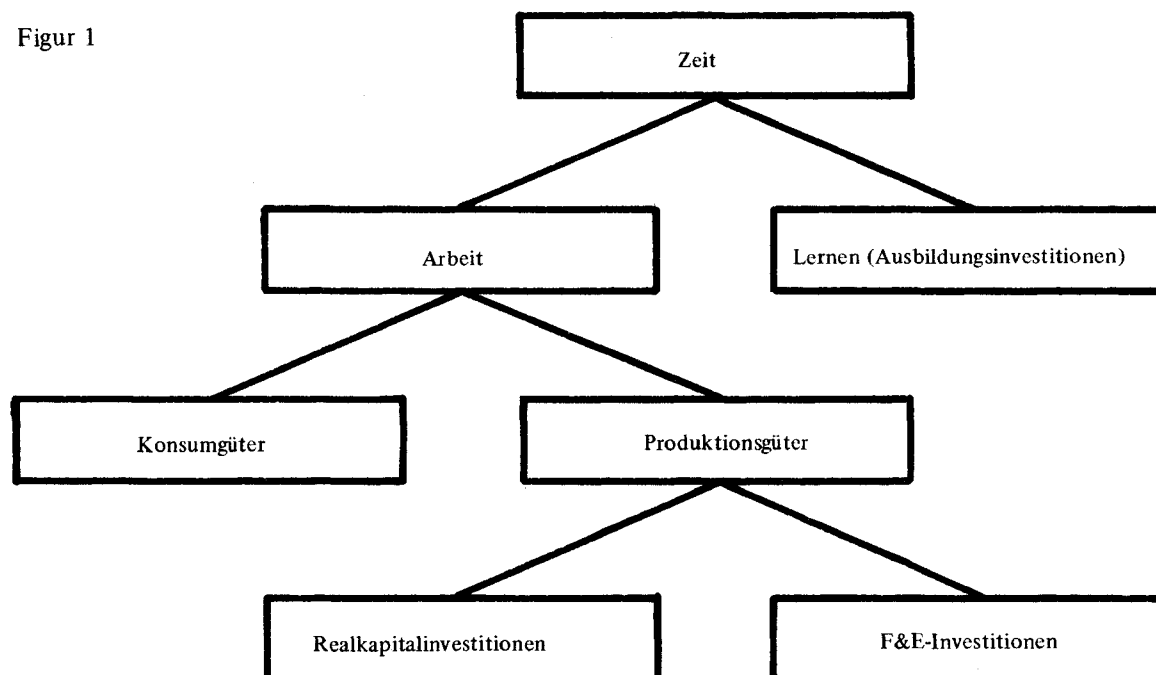 Figur 1
Zeit
Arbeit
Lernen (Ausbildungsinvestitionen)
Konsumgüter
Produktionsgüter
Realkapitalinvestitionen
F&E-Investitionen